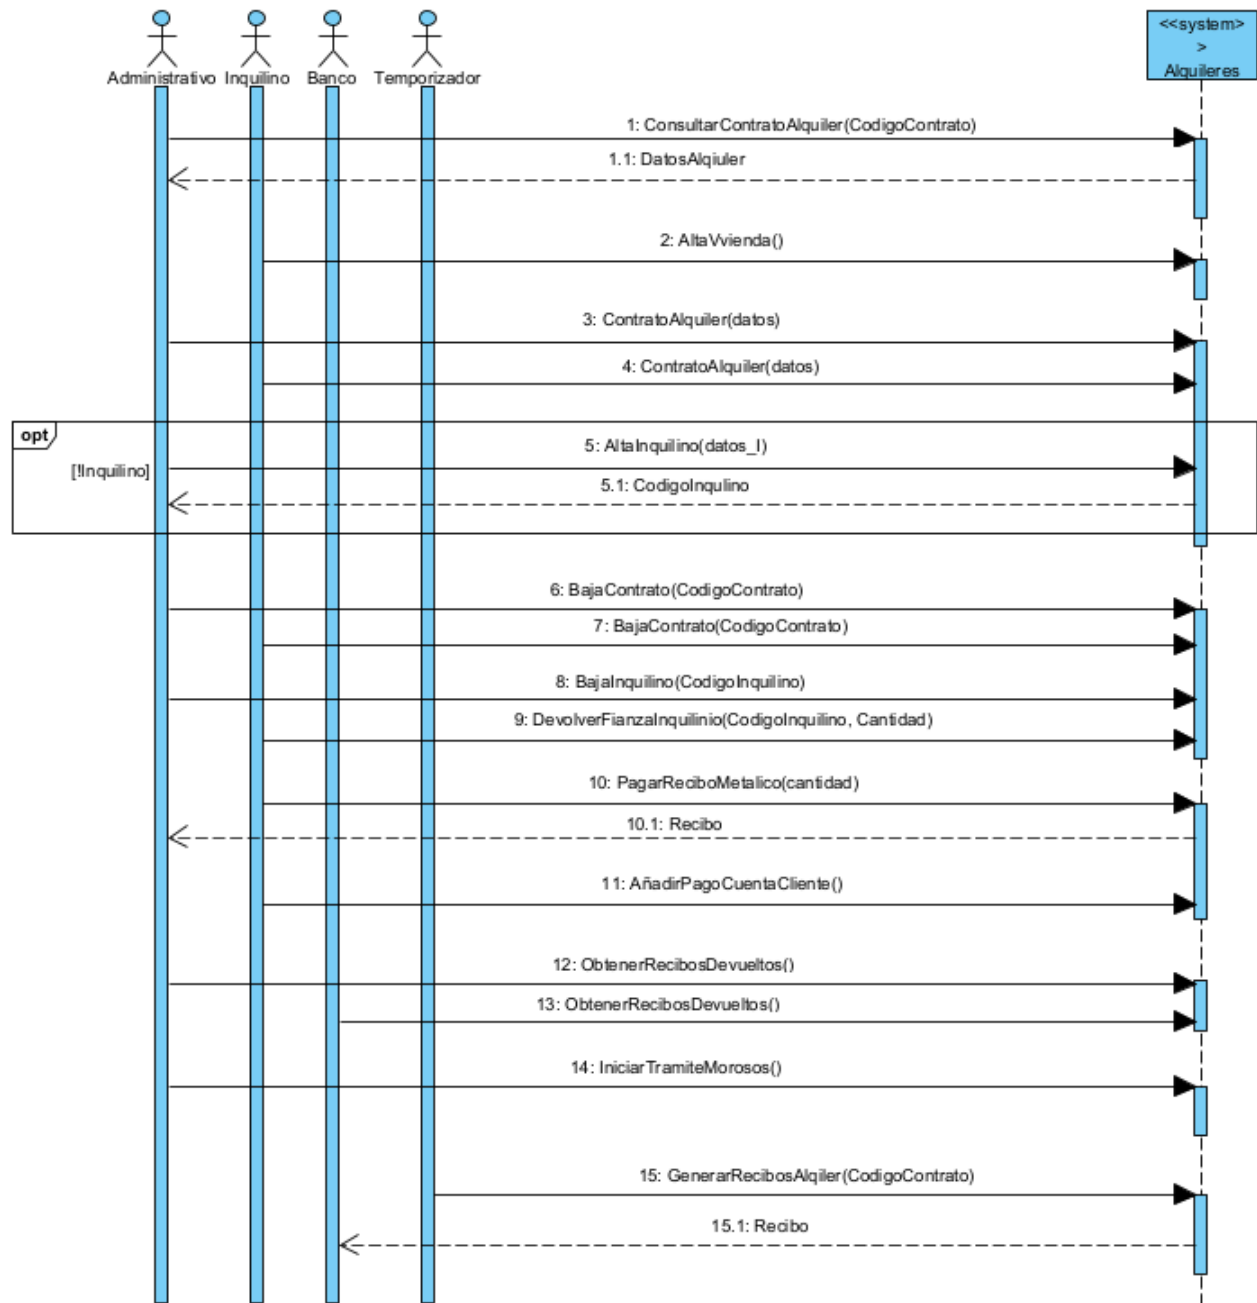 <<system>
>
Alquileres
Administrativo Inquilino Banco Temporizador
1: ConsultarContratoAlquiler(CodigoContrato)
1.1: DatosAlqiuler
2: AltaVvienda()
3: ContratoAlquiler(datos)
4: ContratoAlquiler(datos)
opt
[!Inquilino]
5: AltaInquilino(datos_I)
5.1: CodigoInqulino
6: BajaContrato(CodigoContrato)
7: BajaContrato(CodigoContrato)
8: BajaInquilino(CodigoInquilino)
9: DevolverFianzaInquilinio(CodigoInquilino, Cantidad)
10: PagarReciboMetalico(cantidad)
10.1: Recibo
11: AñadirPagoCuentaCliente()
12: ObtenerRecibosDevueltos()
13: ObtenerRecibosDevueltos()
14: IniciarTramiteMorosos()
15: GenerarRecibosAlqiler(CodigoContrato)
15.1: Recibo